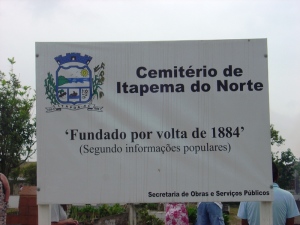 Cemitério de
Itapema do Norte
'Fundado por volta de 1884'
(Segundo informações populares)
Secretaria de Obras e Serviços Públicos